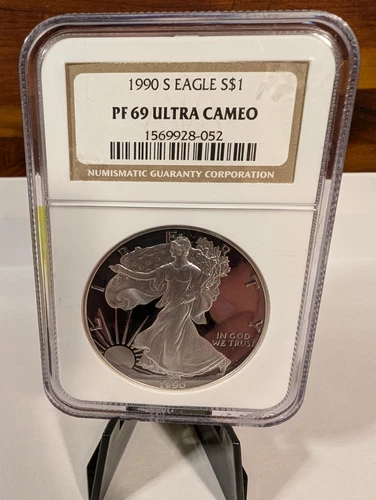 1990 S EAGLE S$1
PF 69 ULTRA CAMEO
1569928-052
NUMISMATIC GUARANTY CORPORATION
LIBERTY
IN GOD
WE TRUST
1990